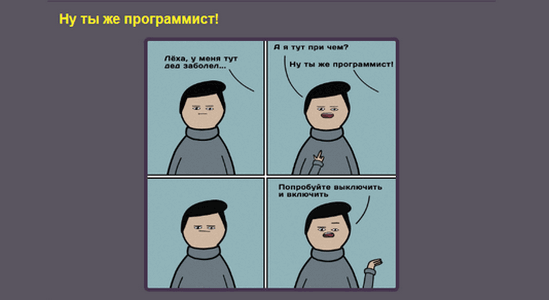 Ну ты же программист!
Лёха, у меня тут
дед заболел...
А я тут при чем?
Ну ты же программист!
Попробуйте выключить
и включить